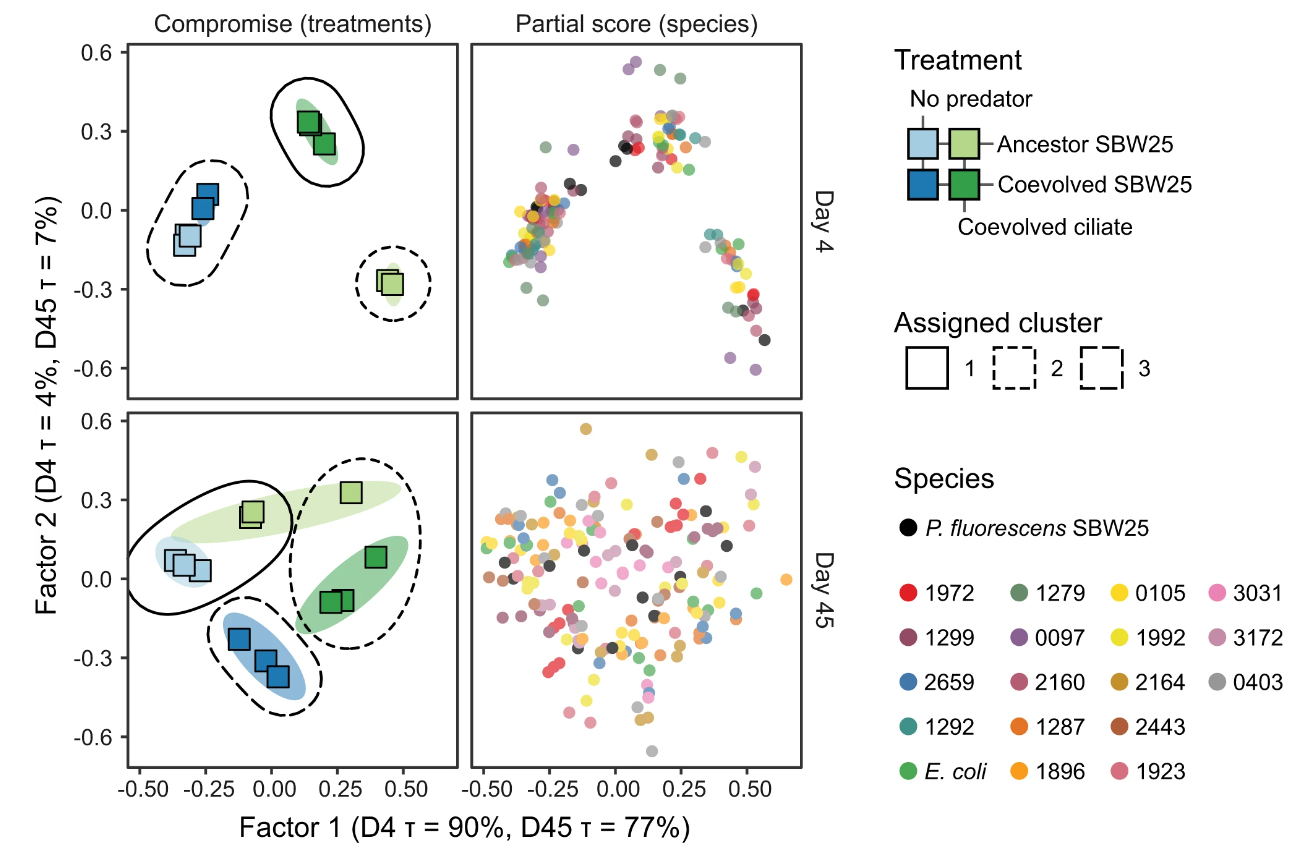 Compromise (treatments)
Partial score (species)
0.6
0.3
0.0
-0.3
-0.6
Day 4
0.6
0.3
0.0
-0.3
-0.6
Day 45
-0.50 -0.25 0.00 0.25 0.50
-0.50 -0.25 0.00 0.25 0.50
Factor 1 (D4 τ = 90%, D45 τ = 77%)
Factor 2 (D4 τ = 4%, D45 τ = 7%)
Treatment
No predator
Ancestor SBW25
Coevolved SBW25
Coevolved ciliate
Assigned cluster
1 2 3
Species
P. fluorescens SBW25
1972 1279 0105 3031
1299 0097 1992 3172
2659 2160 2164 0403
1292 1287 2443
E. coli 1896 1923